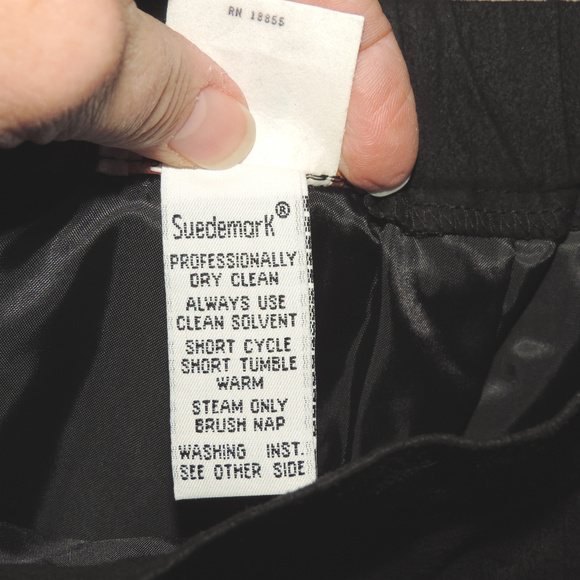 RN 18855
Suedemark®
PROFESSIONALLY
DRY CLEAN
ALWAYS USE
CLEAN SOLVENT
SHORT CYCLE
SHORT TUMBLE
WARM
STEAM ONLY
BRUSH NAP
WASHING INST.
SEE OTHER SIDE